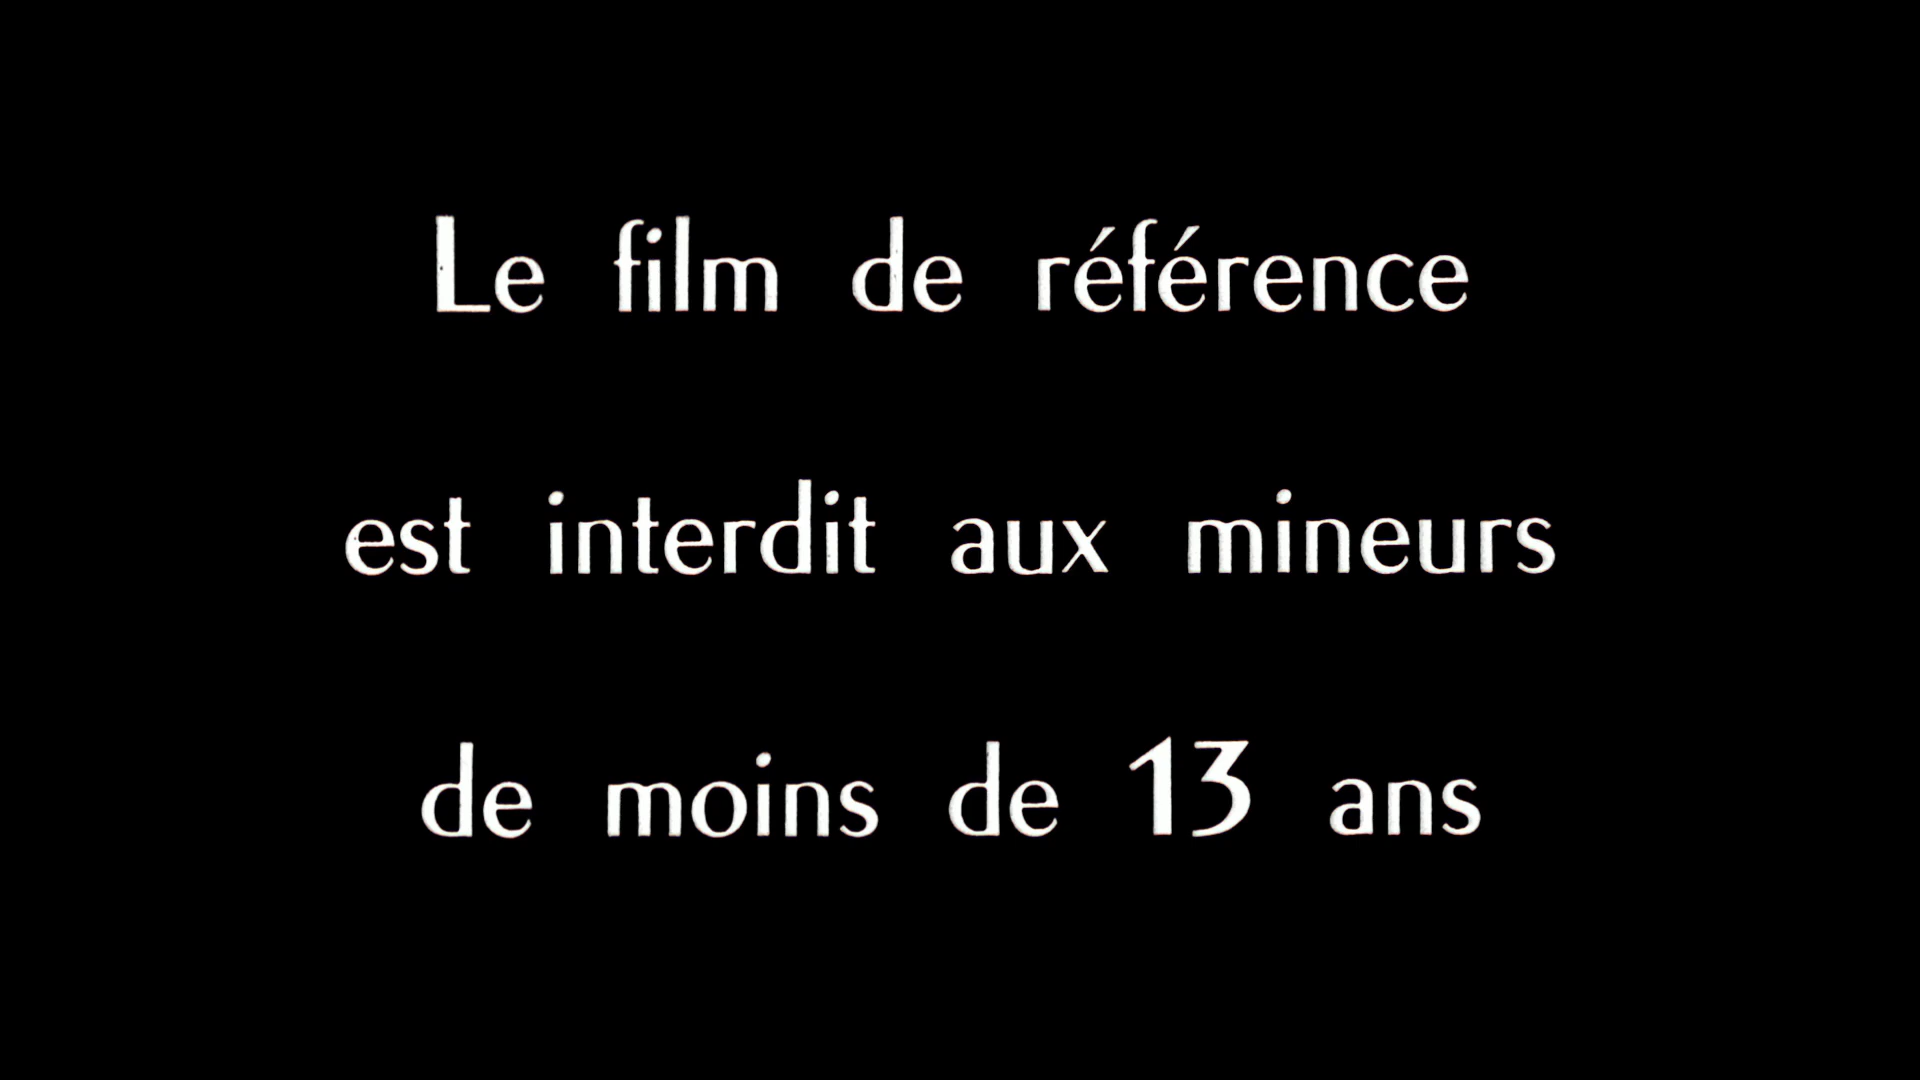 Le film de référence
est interdit aux mineurs
de moins de 13 ans